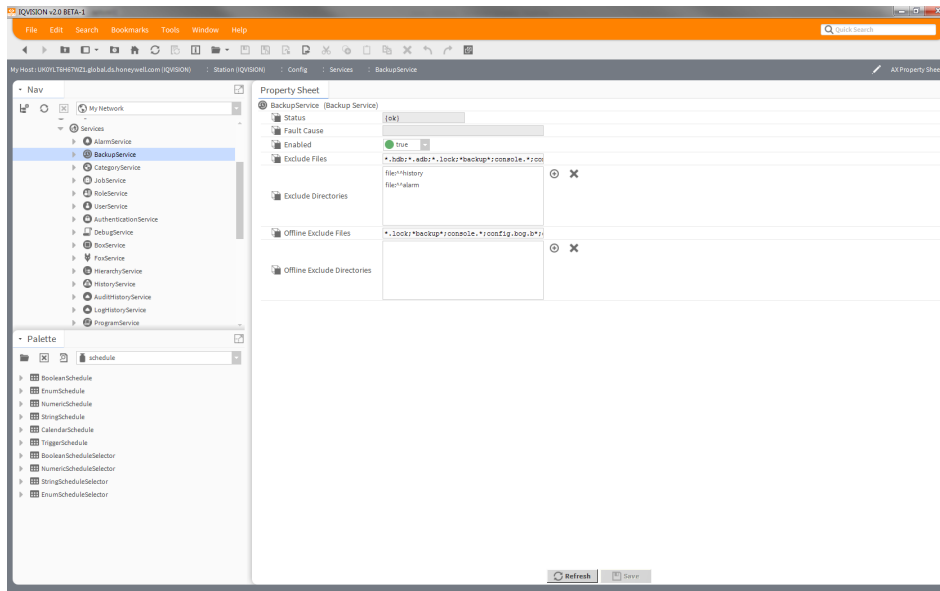 IQVISION v2.0 BETA-1
File Edit Search Bookmarks Tools Window Help
Quick Search
My Host : UK0YLT6H67WZ1.global.ds.honeywell.com (IQVISION) : Station (IQVISION) : Config : Services : BackupService
AX Property Shee
Nav
My Network
Services
AlarmService
BackupService
CategoryService
JobService
RoleService
UserService
AuthenticationService
DebugService
BoxService
FoxService
HierarchyService
HistoryService
AuditHistoryService
LogHistoryService
ProgramService
Palette
schedule
BooleanSchedule
EnumSchedule
NumericSchedule
StringSchedule
CalendarSchedule
TriggerSchedule
BooleanScheduleSelector
NumericScheduleSelector
StringScheduleSelector
EnumScheduleSelector
Property Sheet
BackupService (Backup Service)
Status {ok}
Fault Cause
Enabled true
Exclude Files *.hdb;*.adb;*.lock;*backup*;console.*;co
Exclude Directories
file:^^history
file:^^alarm
Offline Exclude Files *.lock;*backup*;console.*;config.bog.b*;
Offline Exclude Directories
Refresh Save